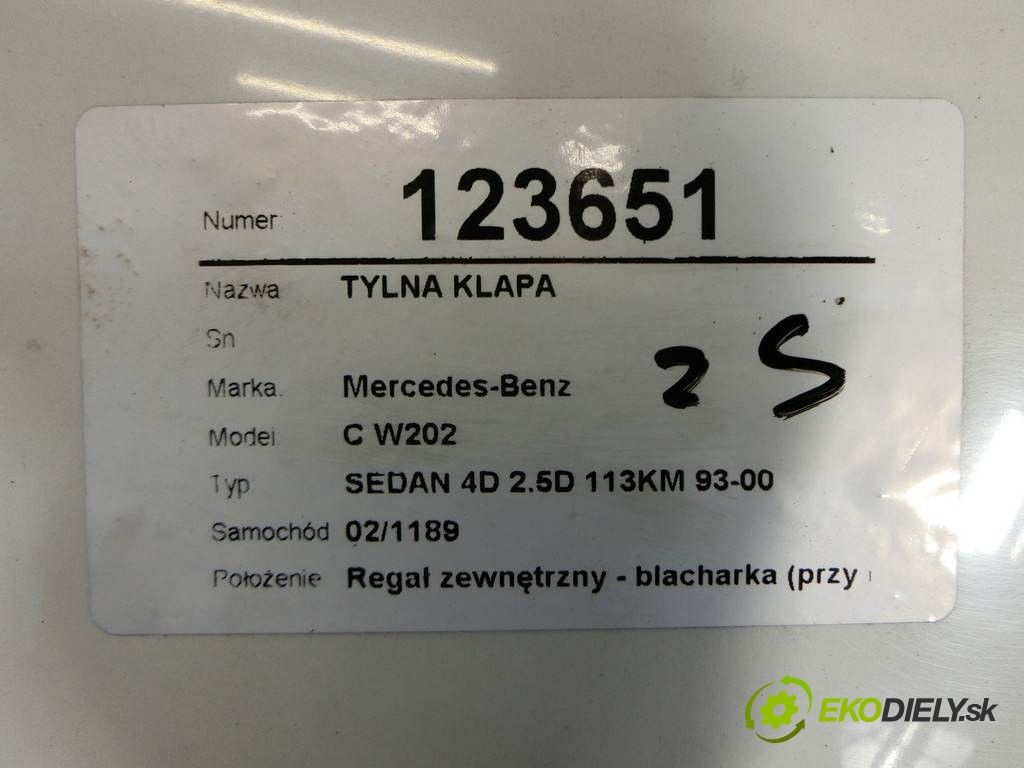 Numer: 123651
Nazwa TYLNA KLAPA
Sn
Marka. Mercedes-Benz
Model C W202
Typ SEDAN 4D 2.5D 113KM 93-00
Samochód 02/1189
Położenie Regał zewnętrzny - blacharka (przy
2 S
EKODIELY.sk